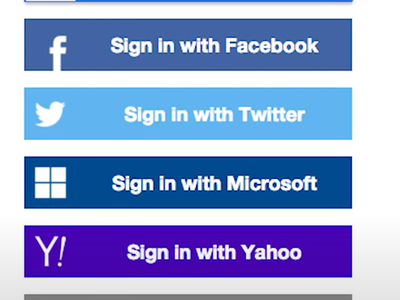 f Sign in with Facebook
Sign in with Twitter
Sign in with Microsoft
Y! Sign in with Yahoo